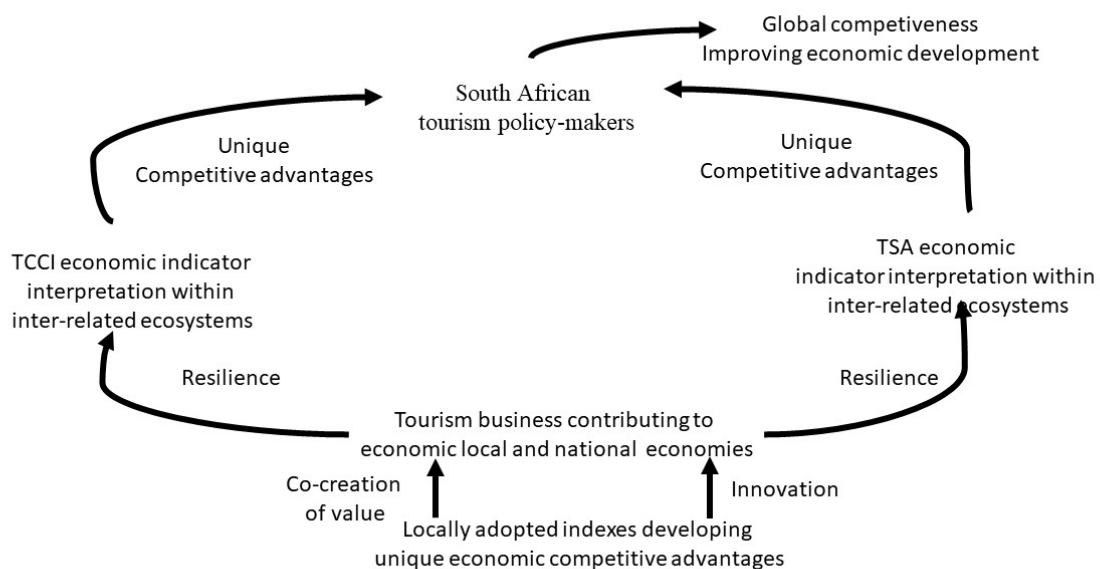 Global competiveness
Improving economic development
South African
tourism policy-makers
Unique
Competitive advantages
Unique
Competitive advantages
TCCI economic indicator
interpretation within
inter-related ecosystems
TSA economic
indicator interpretation within
inter-related ecosystems
Resilience
Resilience
Tourism business contributing to
economic local and national economies
Co-creation
of value
Innovation
Locally adopted indexes developing
unique economic competitive advantages